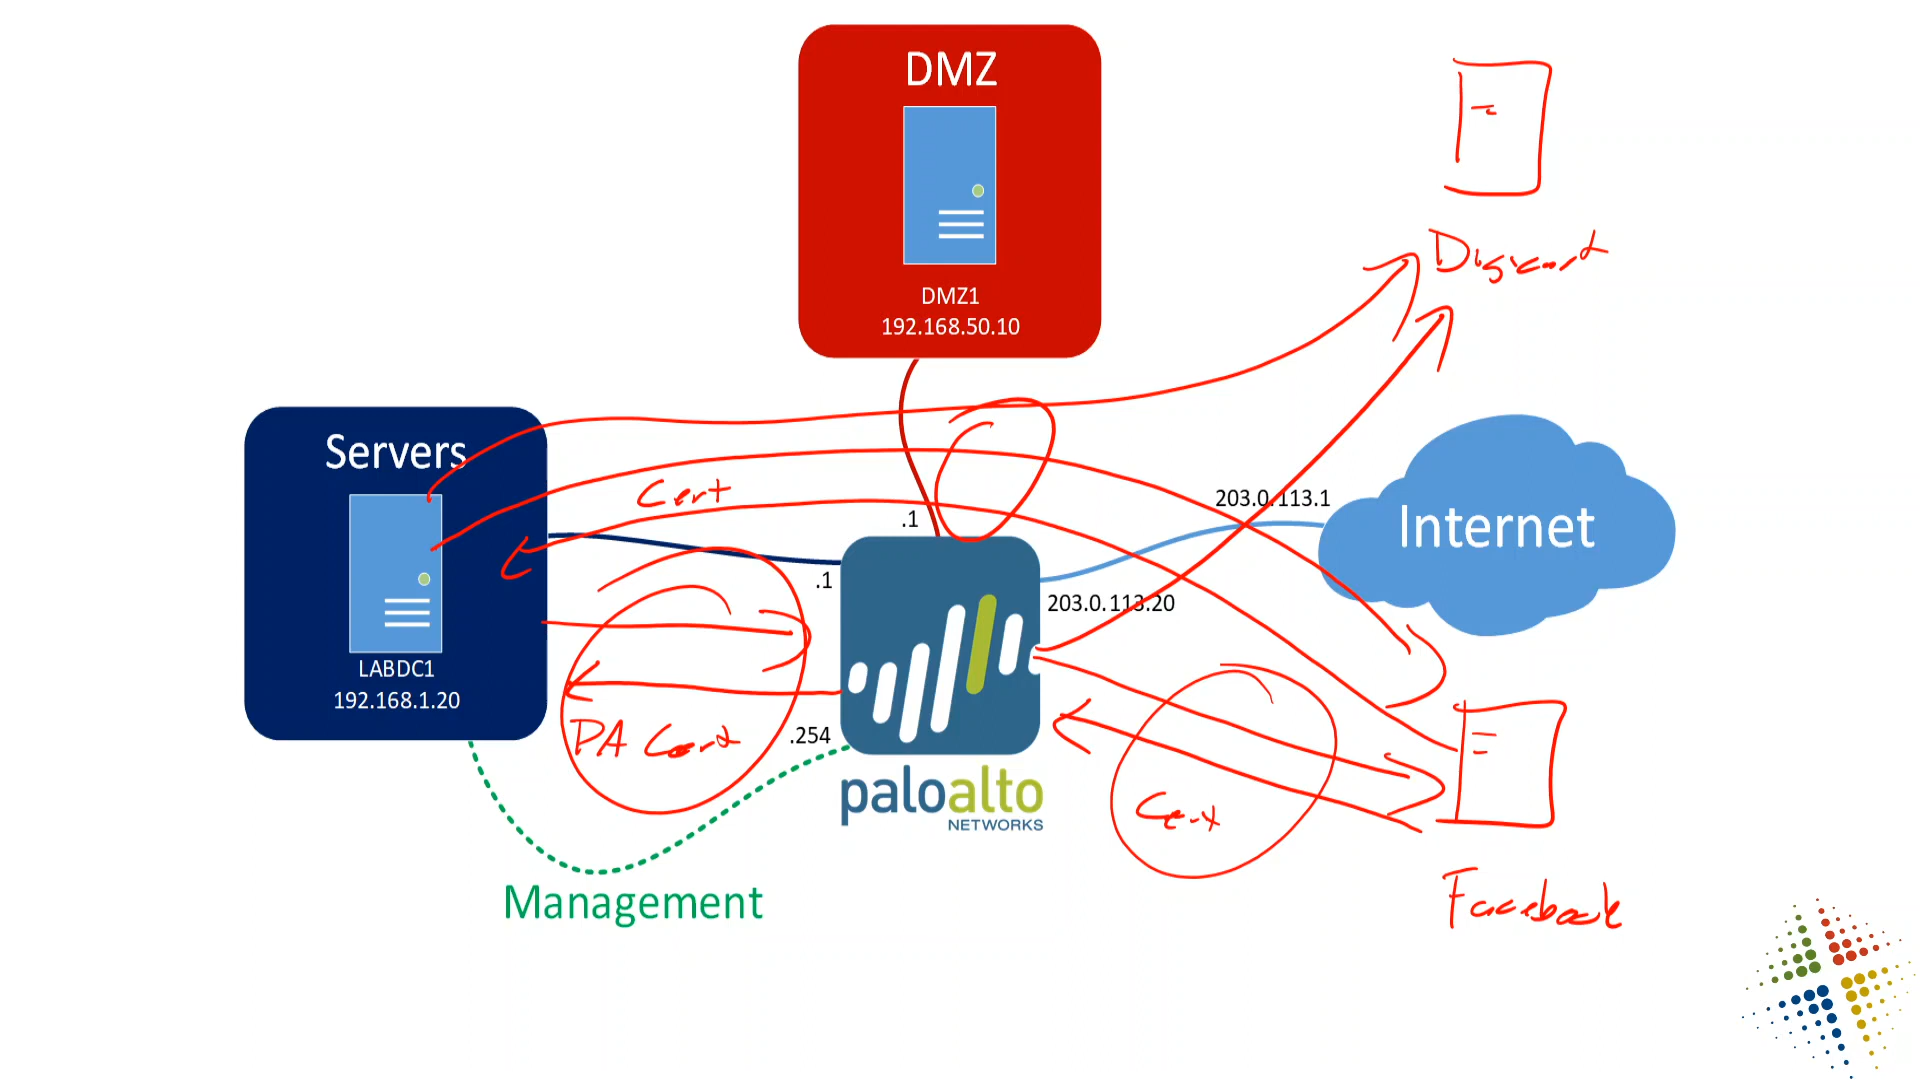 DMZ
DMZ1
192.168.50.10
Digicert
Servers
Cert
.1
203.0.113.1
Internet
.1
203.0.113.20
LABDC1
192.168.1.20
PA Cert
.254
Cert
paloalto
NETWORKS
Management
Facebook